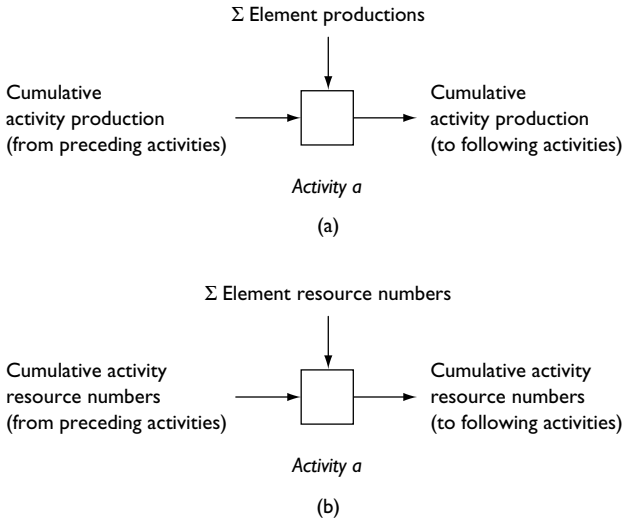 Σ Element productions
Cumulative
activity production
(from preceding activities)
Cumulative
activity production
(to following activities)
Activity a
(a)
Σ Element resource numbers
Cumulative activity
resource numbers
(from preceding activities)
Cumulative activity
resource numbers
(to following activities)
Activity a
(b)